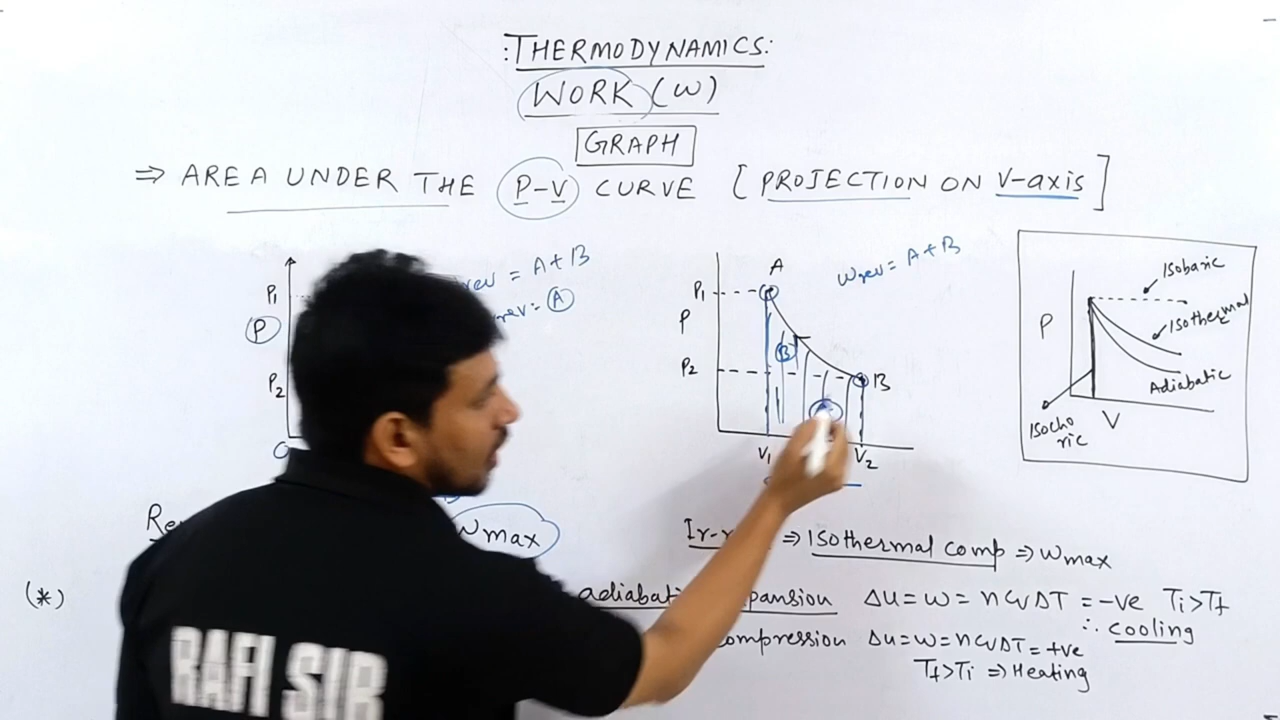 :THERMODYNAMICS:
WORK (W)
GRAPH
⇒ AREA UNDER THE P-V CURVE [PROJECTION ON V-axis]
P1
P
P2
O
rev = A+B
rev = A
A
P1
P
P2
B
B
V1
V2
Wrev = A+B
P
V
Isobaric
Isothermal
Adiabatic
Isocho
ric
Wmax
⇒ Isothermal comp ⇒ Wmax
(*)
adiabati pansion ΔU = W = nCvΔT = -ve Ti>Tf
∴ cooling
compression ΔU = W = nCvΔT = +ve
Tf>Ti ⇒ Heating
RAFI SIR